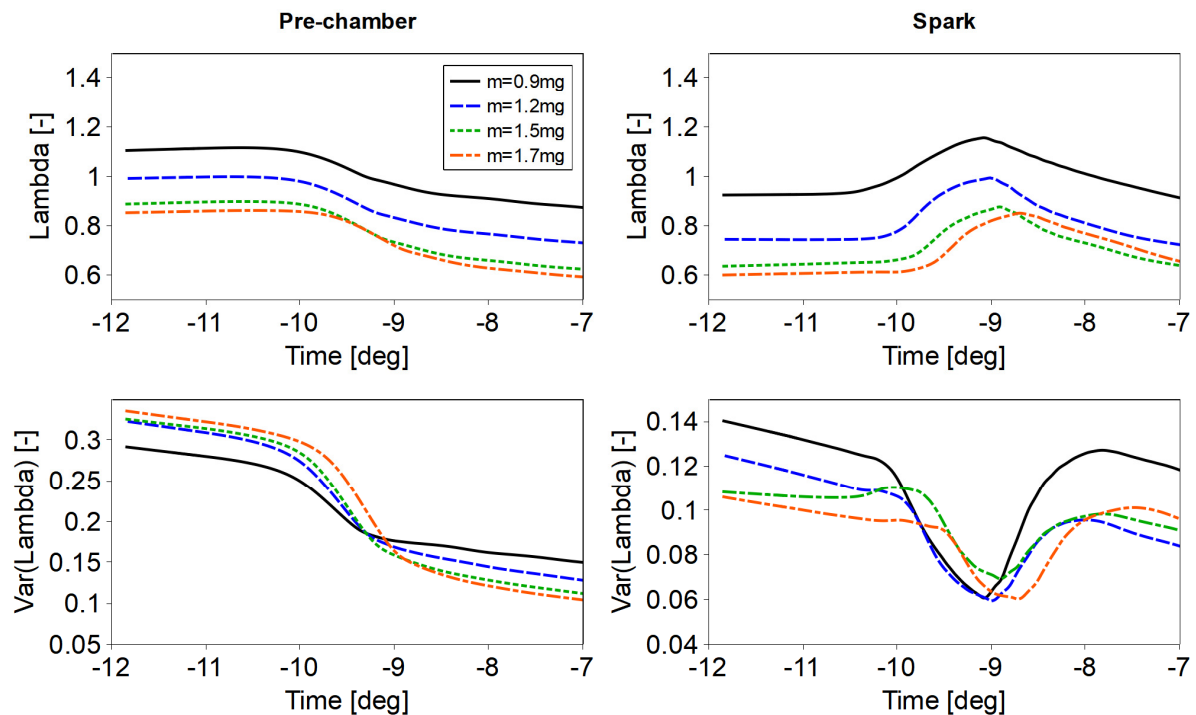 Pre-chamber
Spark
Lambda [-]
1.4
1.2
1
0.8
0.6
m=0.9mg
m=1.2mg
m=1.5mg
m=1.7mg
-12 -11 -10 -9 -8 -7
Time [deg]
Lambda [-]
1.4
1.2
1
0.8
0.6
-12 -11 -10 -9 -8 -7
Time [deg]
Var(Lambda) [-]
0.3
0.2
0.15
0.1
0.05
-12 -11 -10 -9 -8 -7
Time [deg]
Var(Lambda) [-]
0.14
0.12
0.1
0.08
0.06
0.04
-12 -11 -10 -9 -8 -7
Time [deg]